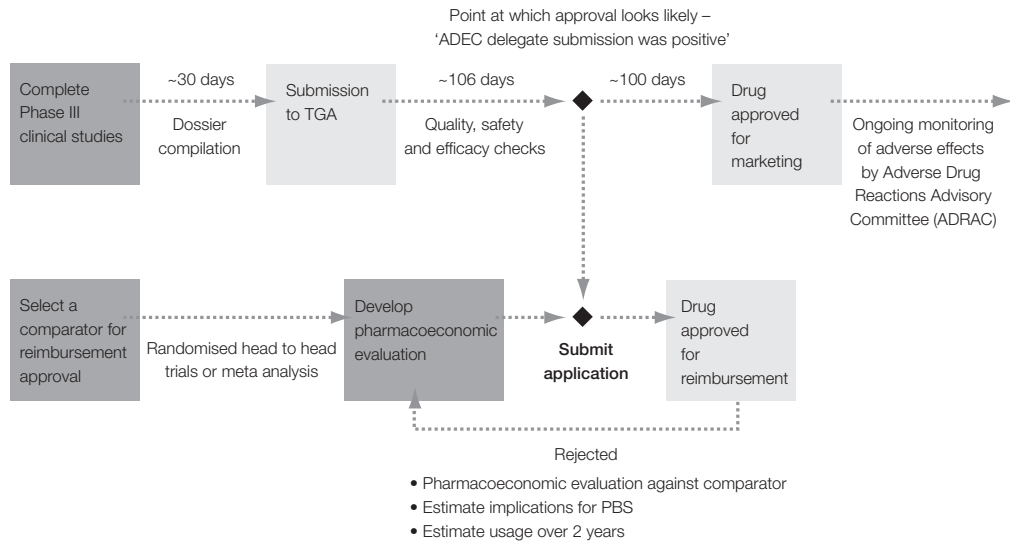 Point at which approval looks likely –
‘ADEC delegate submission was positive’
Complete
Phase III
clinical studies
~30 days
Dossier
compilation
Submission
to TGA
~106 days
Quality, safety
and efficacy checks
~100 days
Drug
approved
for
marketing
Ongoing monitoring
of adverse effects
by Adverse Drug
Reactions Advisory
Committee (ADRAC)
Select a
comparator for
reimbursement
approval
Randomised head to head
trials or meta analysis
Develop
pharmacoeconomic
evaluation
Submit
application
Drug
approved
for
reimbursement
Rejected
• Pharmacoeconomic evaluation against comparator
• Estimate implications for PBS
• Estimate usage over 2 years